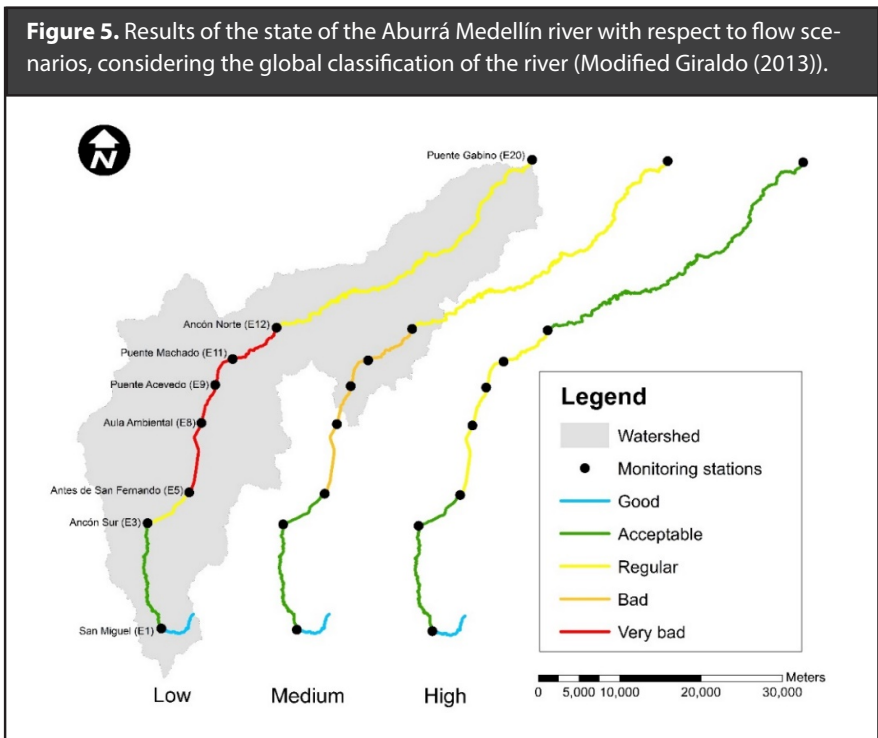 Figure 5. Results of the state of the Aburrá Medellín river with respect to flow sce-
narios, considering the global classification of the river (Modified Giraldo (2013)).
N
Puente Gabino (E20)
Ancón Norte (E12)
Puente Machado (E11)
Puente Acevedo (E9)
Aula Ambiental (E8)
Antes de San Fernando (E5)
Ancón Sur (E3)
San Miguel (E1)
Low Medium High
Legend
Watershed
Monitoring stations
Good
Acceptable
Regular
Bad
Very bad
Meters
0 5,000 10,000 20,000 30,000